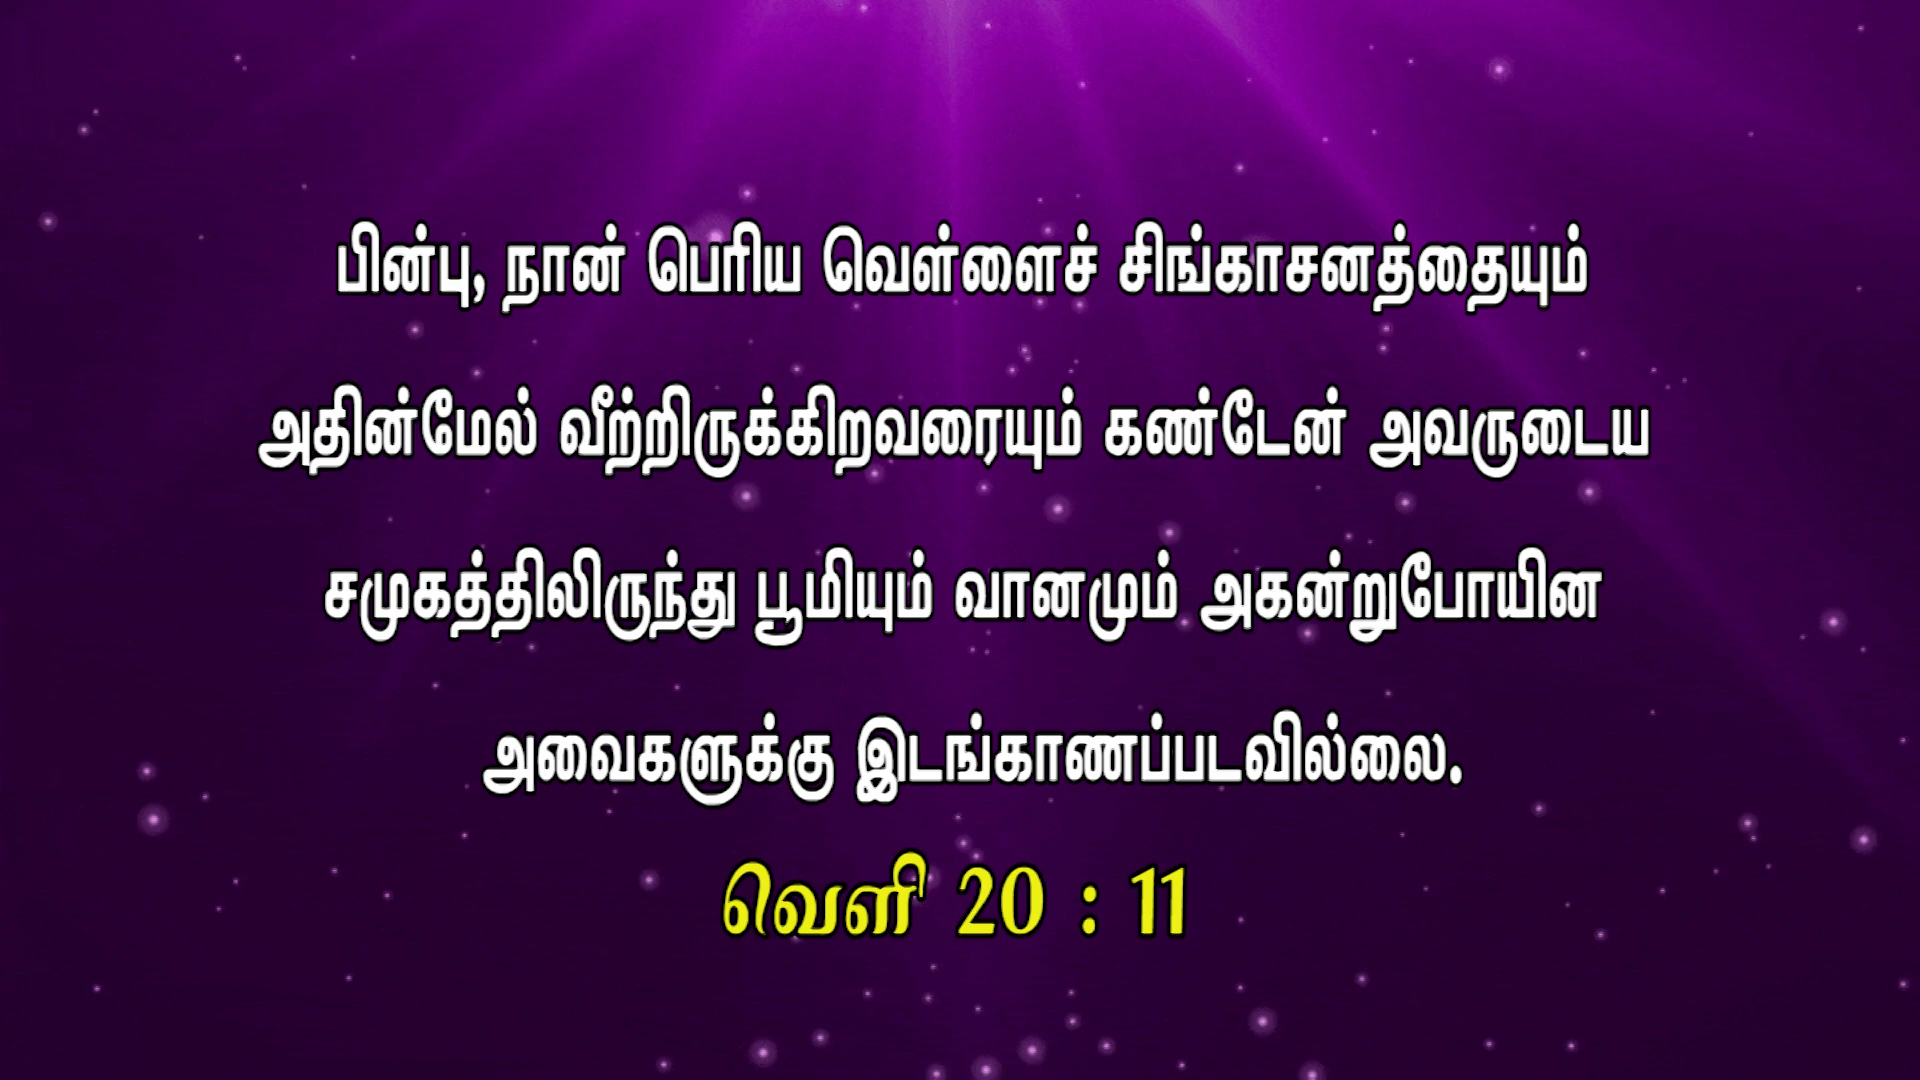 பின்பு, நான் பெரிய வெள்ளைச் சிங்காசனத்தையும்
அதின்மேல் வீற்றிருக்கிறவரையும் கண்டேன் அவருடைய
சமுகத்திலிருந்து பூமியும் வானமும் அகன்றுபோயின
அவைகளுக்கு இடங்காணப்படவில்லை.
வெளி 20 : 11